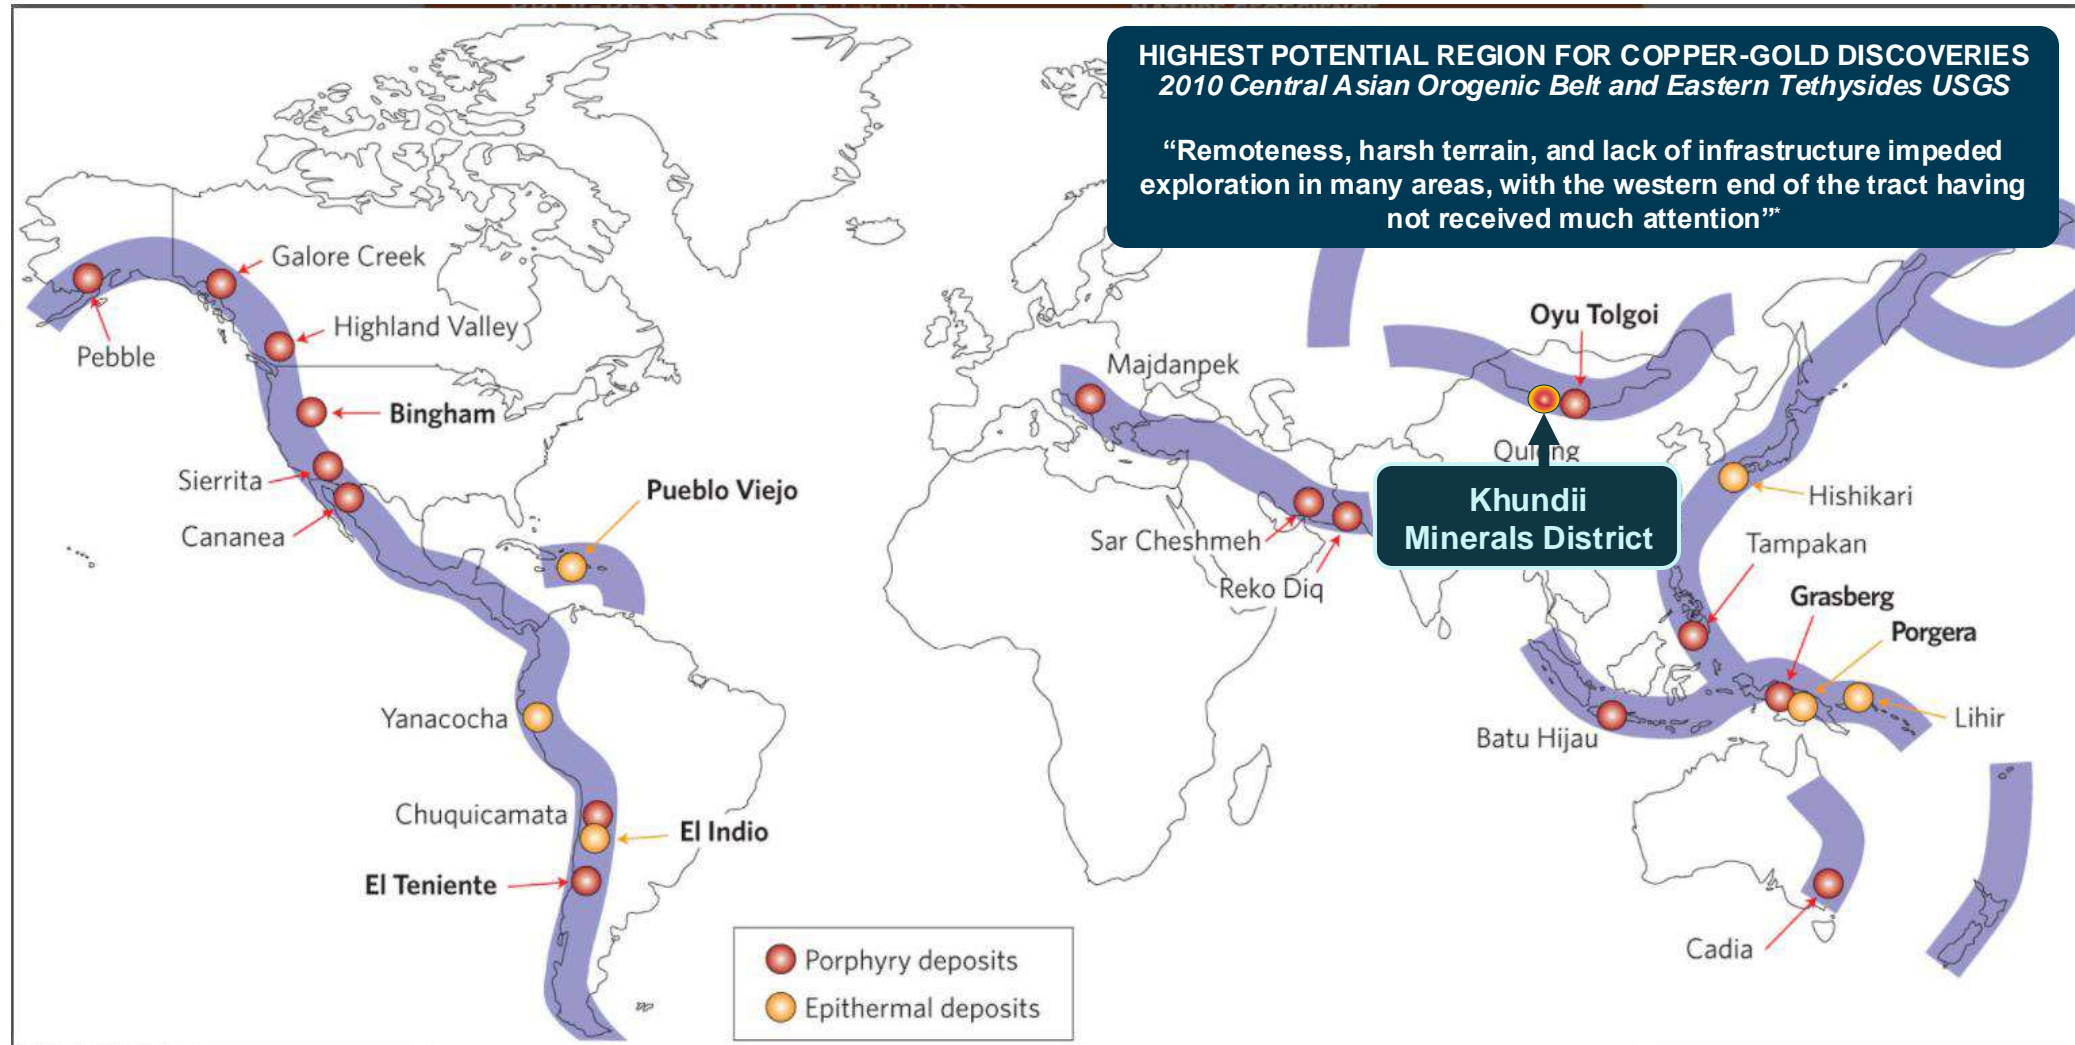 HIGHEST POTENTIAL REGION FOR COPPER-GOLD DISCOVERIES
2010 Central Asian Orogenic Belt and Eastern Tethysides USGS
“Remoteness, harsh terrain, and lack of infrastructure impeded
exploration in many areas, with the western end of the tract having
not received much attention”*
Galore Creek
Highland Valley
Pebble
Bingham
Sierrita
Cananea
Pueblo Viejo
Yanacocha
Chuquicamata
El Indio
El Teniente
Majdanpek
Sar Cheshmeh
Reko Diq
Oyu Tolgoi
Khundii
Minerals District
Hishikari
Tampakan
Grasberg
Porgera
Lihir
Batu Hijau
Cadia
Porphyry deposits
Epithermal deposits